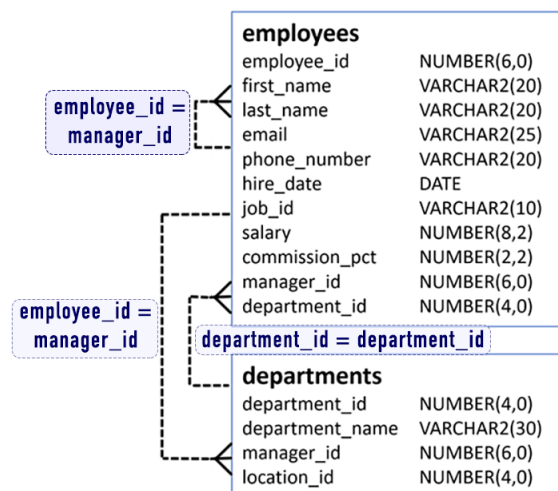 employees
employee_id NUMBER(6,0)
first_name VARCHAR2(20)
last_name VARCHAR2(20)
email VARCHAR2(25)
phone_number VARCHAR2(20)
hire_date DATE
job_id VARCHAR2(10)
salary NUMBER(8,2)
commission_pct NUMBER(2,2)
manager_id NUMBER(6,0)
department_id NUMBER(4,0)
employee_id =
manager_id
employee_id =
manager_id
department_id = department_id
departments
department_id NUMBER(4,0)
department_name VARCHAR2(30)
manager_id NUMBER(6,0)
location_id NUMBER(4,0)